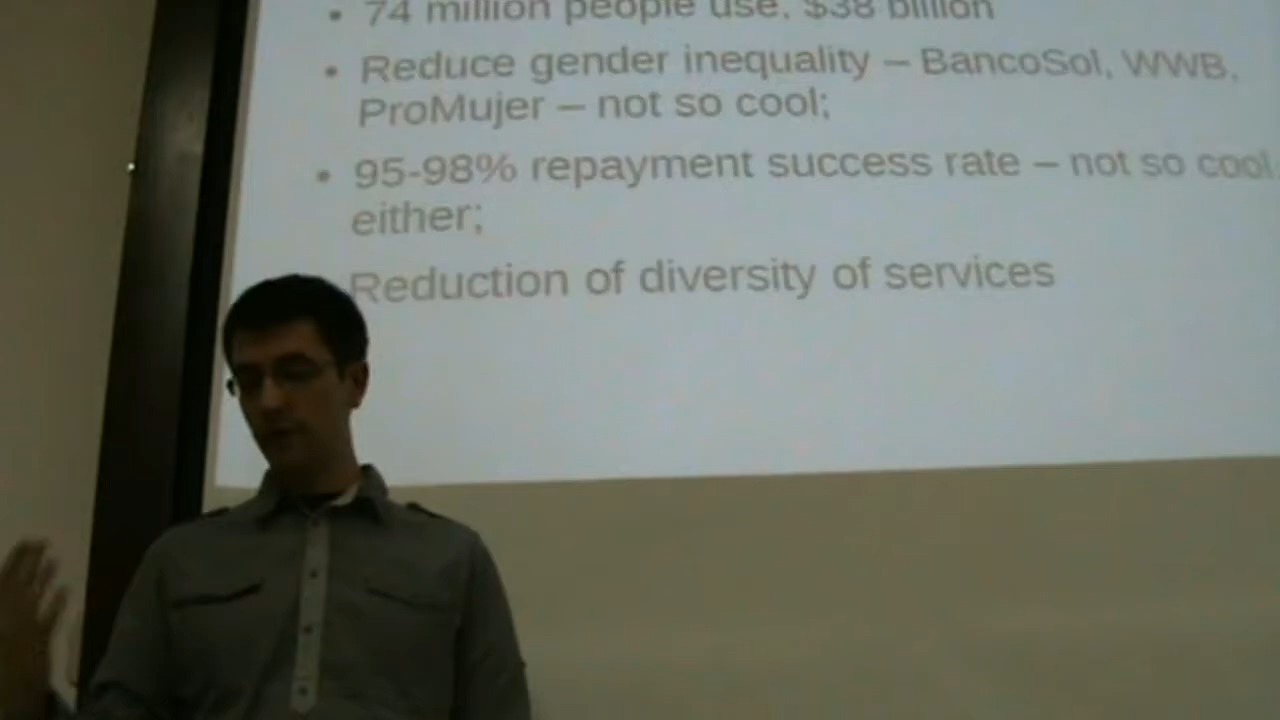 • 74 million people use, $38 billion
• Reduce gender inequality – BancoSol, WWB,
ProMujer – not so cool;
• 95-98% repayment success rate – not so cool
either;
Reduction of diversity of services